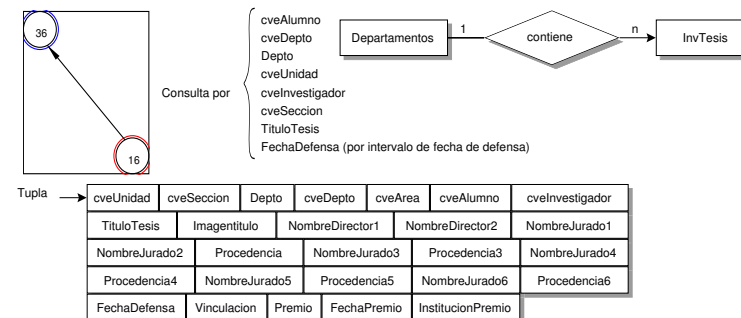 36
16
Consulta por
cveAlumno
cveDepto
Depto
cveUnidad
cveInvestigador
cveSeccion
TituloTesis
FechaDefensa (por intervalo de fecha de defensa)
Departamentos 1 contiene n InvTesis
Tupla
cveUnidad cveSeccion Depto cveDepto cveArea cveAlumno cveInvestigador
TituloTesis Imagentitulo NombreDirector1 NombreDirector2 NombreJurado1
NombreJurado2 Procedencia NombreJurado3 Procedencia3 NombreJurado4
Procedencia4 NombreJurado5 Procedencia5 NombreJurado6 Procedencia6
FechaDefensa Vinculacion Premio FechaPremio InstitucionPremio